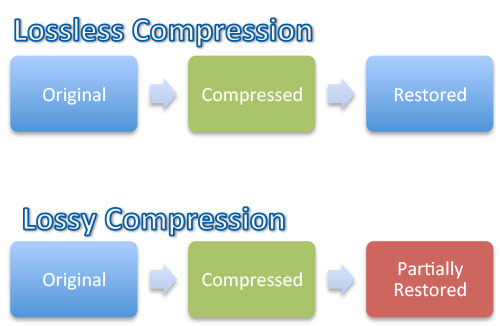 Lossless Compression
Original
Compressed
Restored
Lossy Compression
Original
Compressed
Partially
Restored